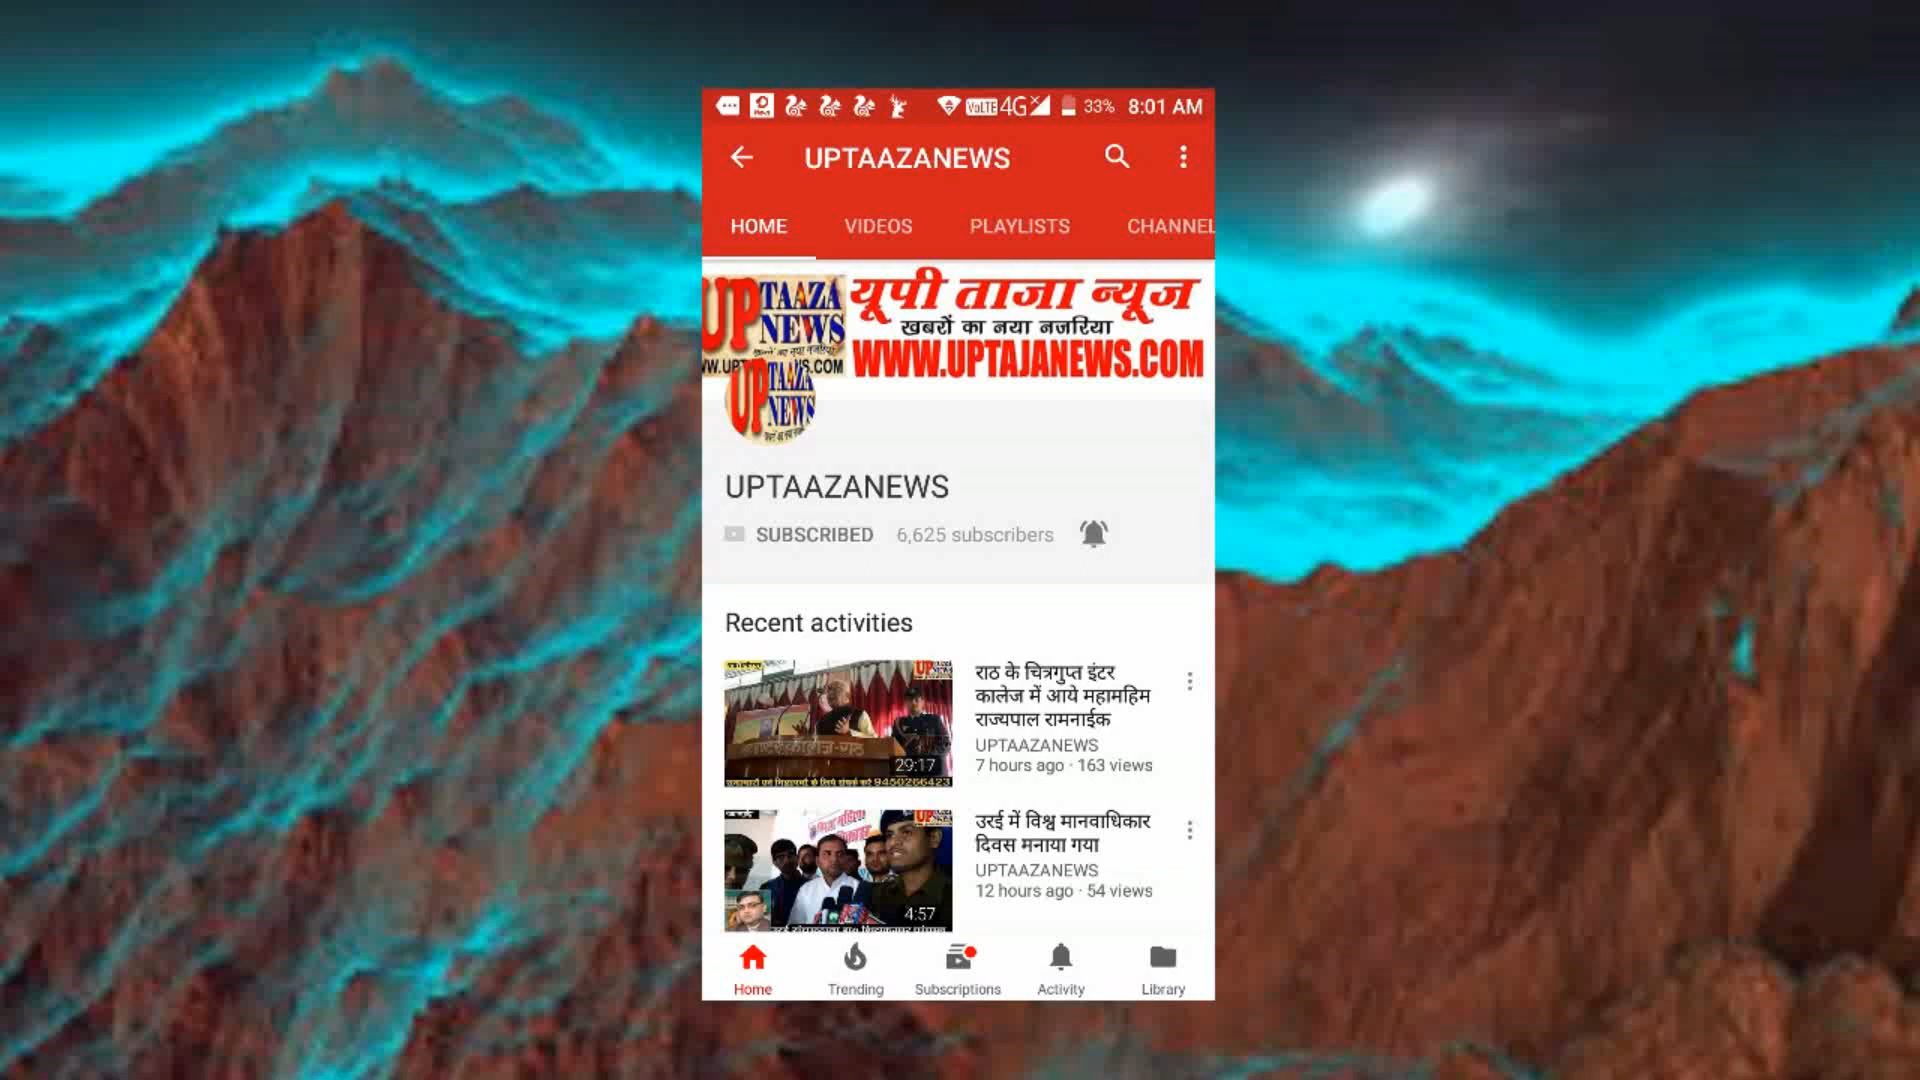 VoLTE 4G 33% 8:01 AM
UPTAAZANEWS
HOME VIDEOS PLAYLISTS CHANNEL
UP TAAZA NEWS
यूपी ताजा न्यूज
खबरों का नया नजरिया
WWW.UPTAJANEWS.COM
UP TAAZA NEWS
UPTAAZANEWS
SUBSCRIBED 6,625 subscribers
Recent activities
राठ के चित्रगुप्त इंटर
कालेज में आये महामहिम
राज्यपाल रामनाईक
UPTAAZANEWS
7 hours ago · 163 views
29:17
9450266423
उरई में विश्व मानवाधिकार
दिवस मनाया गया
UPTAAZANEWS
12 hours ago · 54 views
4:57
Home Trending Subscriptions Activity Library